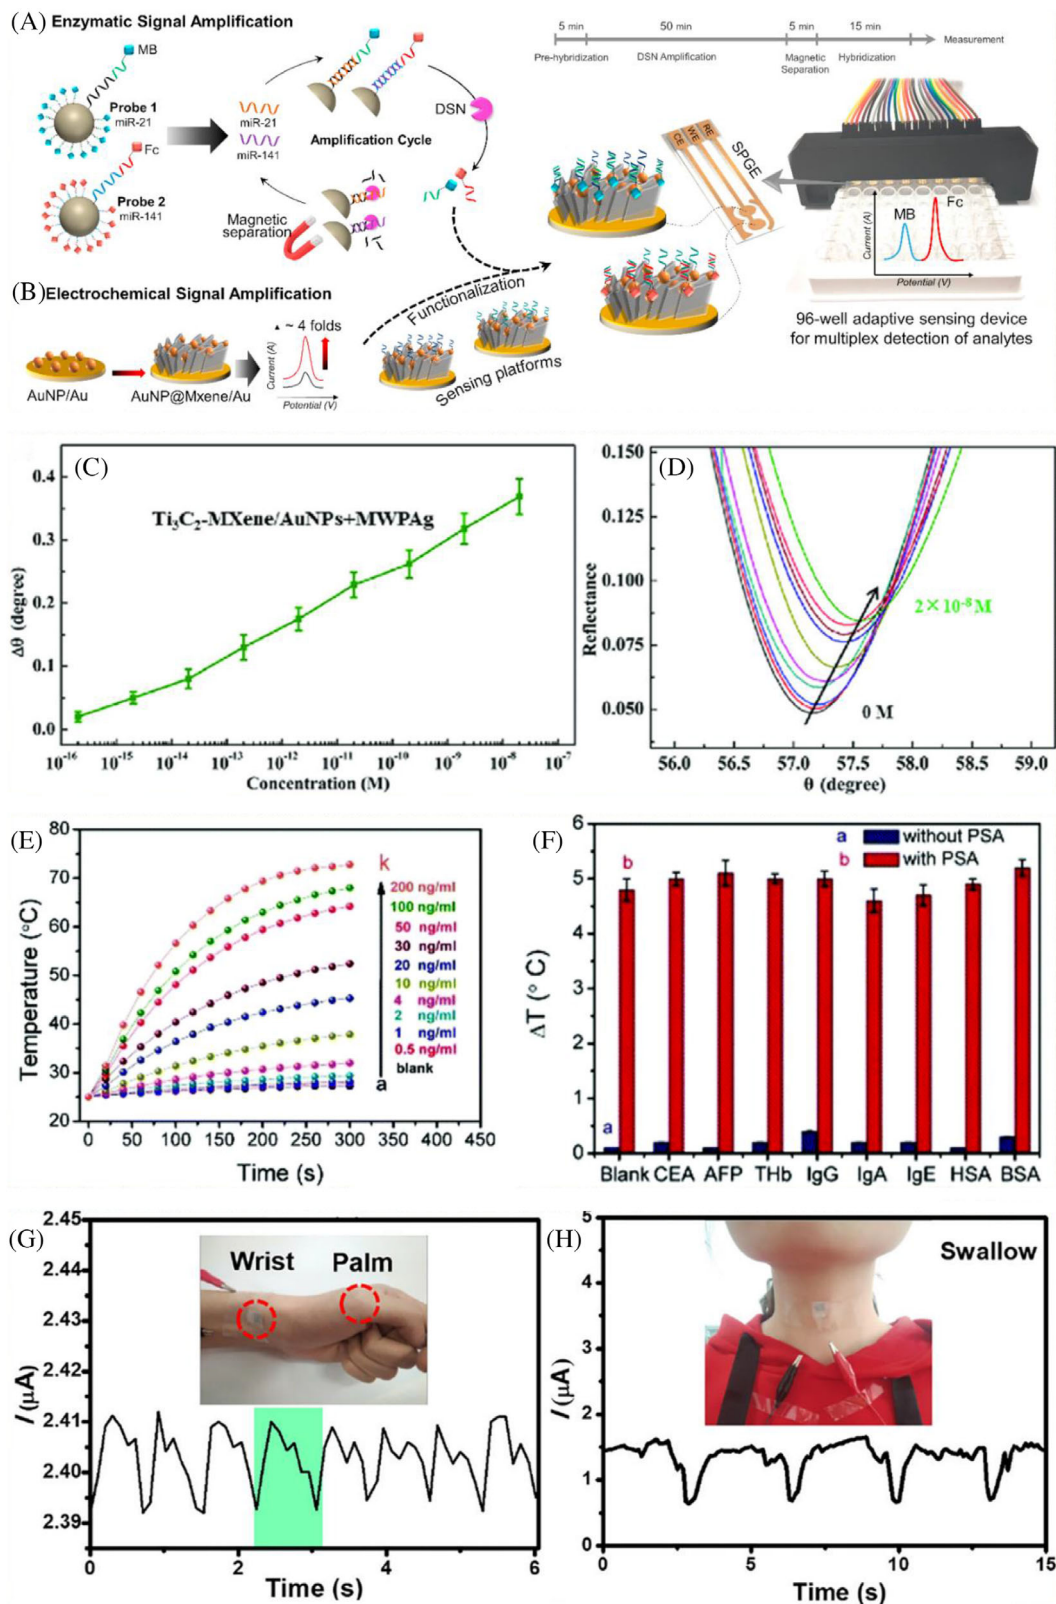 (A) Enzymatic Signal Amplification
MB
Probe 1
miR-21
Fc
Probe 2
miR-141
miR-21
miR-141
Amplification Cycle
DSN
Magnetic
separation
5 min
50 min
5 min
15 min
Measurement
Pre-hybridization
DSN Amplification
Magnetic
Separation
Hybridization
CE
WE
RE
SPGE
Current (A)
MB
Fc
Potential (V)
96-well adaptive sensing device
for multiplex detection of analytes
(B) Electrochemical Signal Amplification
AuNP/Au
AuNP@Mxene/Au
▲ ~ 4 folds
Current (A)
Potential (V)
Functionalization
Sensing platforms
(C)
Ti₃C₂-MXene/AuNPs+MWPAg
Δθ (degree)
0.4
0.3
0.2
0.1
0.0
10⁻¹⁶ 10⁻¹⁵ 10⁻¹⁴ 10⁻¹³ 10⁻¹² 10⁻¹¹ 10⁻¹⁰ 10⁻⁹ 10⁻⁸ 10⁻⁷
Concentration (M)
(D)
Reflectance
0.150
0.125
0.100
0.075
0.050
2×10⁻⁸ M
0 M
56.0 56.5 57.0 57.5 58.0 58.5 59.0
θ (degree)
(E)
Temperature (°C)
80
70
60
50
40
30
20
k
200 ng/ml
100 ng/ml
50 ng/ml
30 ng/ml
20 ng/ml
10 ng/ml
4 ng/ml
2 ng/ml
1 ng/ml
0.5 ng/ml
blank
a
0 50 100 150 200 250 300 350 400 450
Time (s)
(F)
ΔT (° C)
6
5
4
3
2
1
0
a without PSA
b with PSA
b
a
Blank CEA AFP THb IgG IgA IgE HSA BSA
(G)
I (μA)
2.45
2.44
2.43
2.42
2.41
2.40
2.39
Wrist Palm
0 2 4 6
Time (s)
(H)
I (μA)
5
4
3
2
1
0
Swallow
0 5 10 15
Time (s)